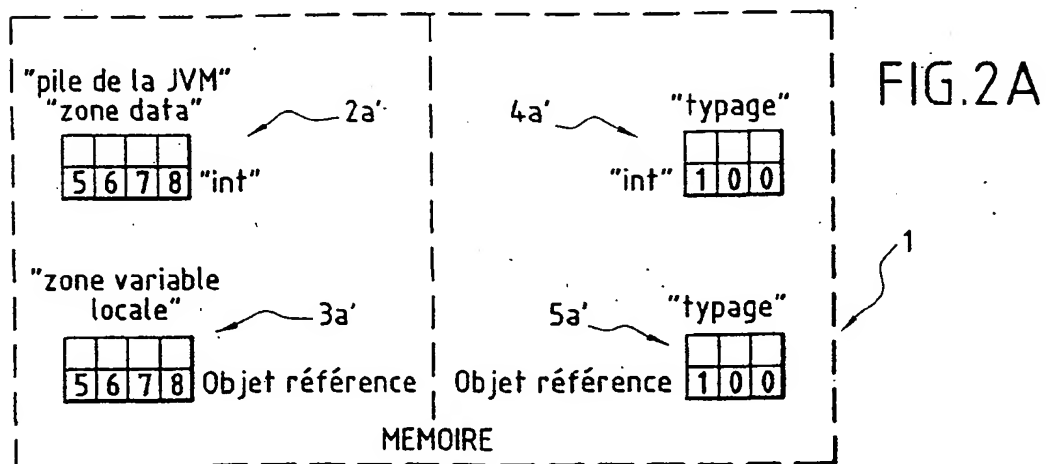 FIG.2A
"pile de la JVM"
"zone data"
2a'
5 6 7 8 "int"
4a'
"typage"
"int" 1 0 0
"zone variable
locale"
3a'
5 6 7 8 Objet référence
5a'
"typage"
Objet référence 1 0 0
1
MEMOIRE